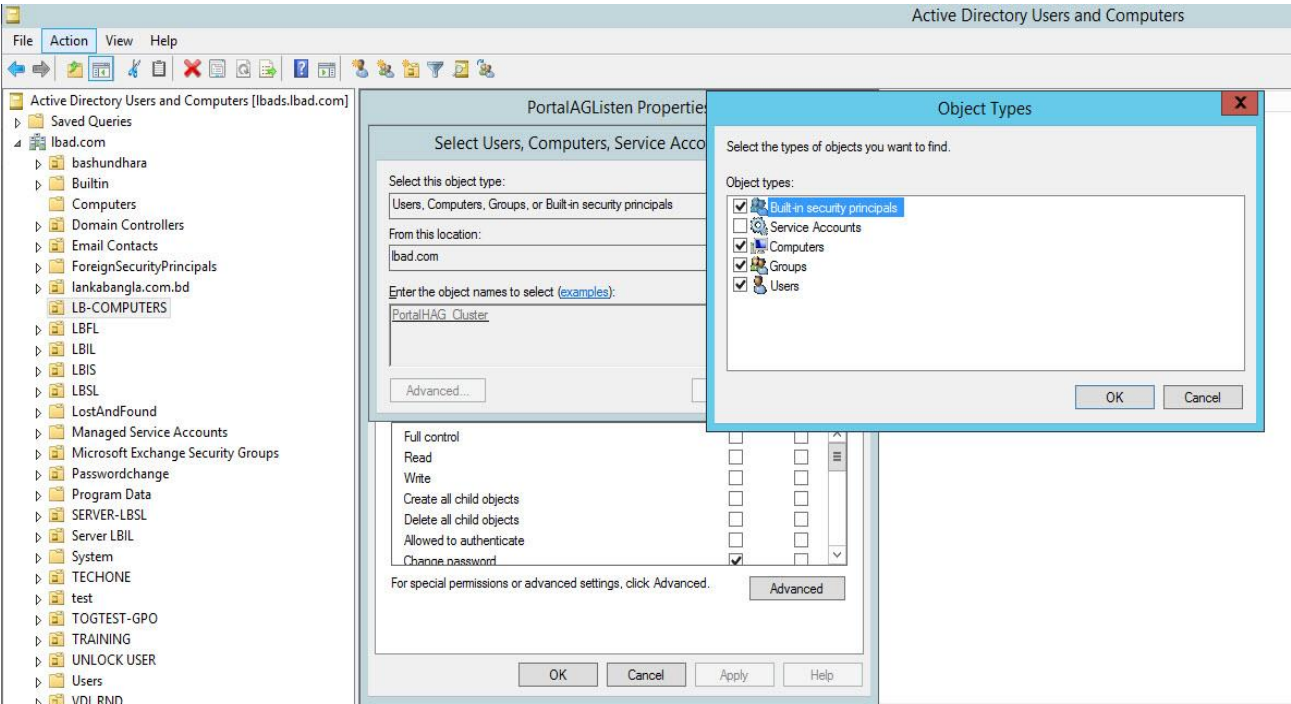 Active Directory Users and Computers
File Action View Help
Active Directory Users and Computers [lbads.lbad.com]
Saved Queries
lbad.com
bashundhara
Builtin
Computers
Domain Controllers
Email Contacts
ForeignSecurityPrincipals
lankabangla.com.bd
LB-COMPUTERS
LBFL
LBIL
LBIS
LBSL
LostAndFound
Managed Service Accounts
Microsoft Exchange Security Groups
Passwordchange
Program Data
SERVER-LBSL
Server LBIL
System
TECHONE
test
TOGTEST-GPO
TRAINING
UNLOCK USER
Users
VDI RND
PortalAGListen Properties
Select Users, Computers, Service Acco
Select this object type:
Users, Computers, Groups, or Built-in security principals
From this location:
lbad.com
Enter the object names to select (examples):
PortalHAG_Cluster
Advanced...
Full control
Read
Write
Create all child objects
Delete all child objects
Allowed to authenticate
Change password
For special permissions or advanced settings, click Advanced.
Advanced
OK Cancel Apply Help
Object Types
X
Select the types of objects you want to find.
Object types:
Built-in security principals
Service Accounts
Computers
Groups
Users
OK Cancel